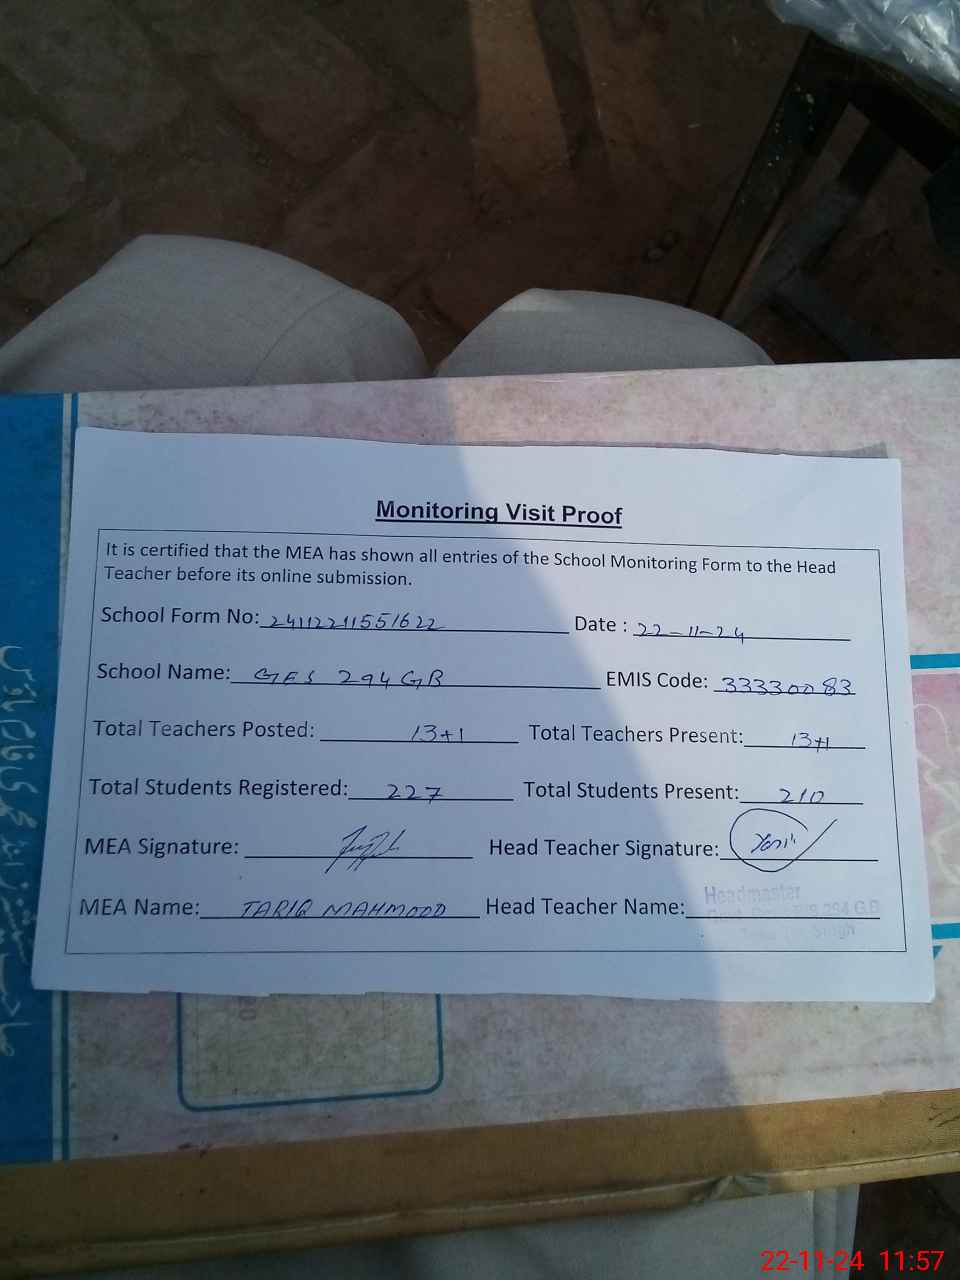 Monitoring Visit Proof
It is certified that the MEA has shown all entries of the School Monitoring Form to the Head
Teacher before its online submission.
School Form No: 24112211551622 Date : 22-11-24
School Name: GES 294 GB EMIS Code: 33330083
Total Teachers Posted: 13+1 Total Teachers Present: 13+1
Total Students Registered: 227 Total Students Present: 210
MEA Signature: Head Teacher Signature:
MEA Name: TARIQ MAHMOOD Head Teacher Name: Headmaster
294 G.B
Singh
22-11-24 11:57